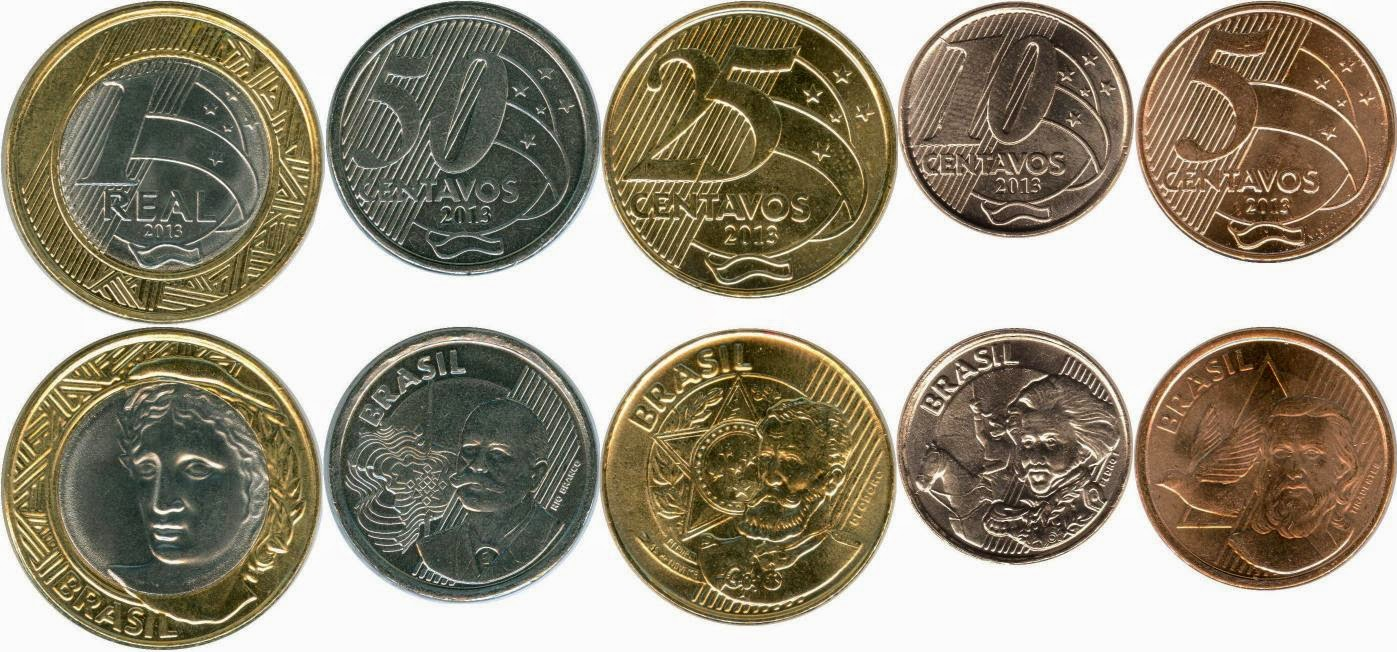 1
REAL
2013
50
CENTAVOS
2013
25
CENTAVOS
2013
10
CENTAVOS
2013
5
CENTAVOS
2013
BRASIL
BRASIL
RIO BRANCO
BRASIL
DEODORO
BRASIL
PEDRO I
BRASIL
TIRADENTES